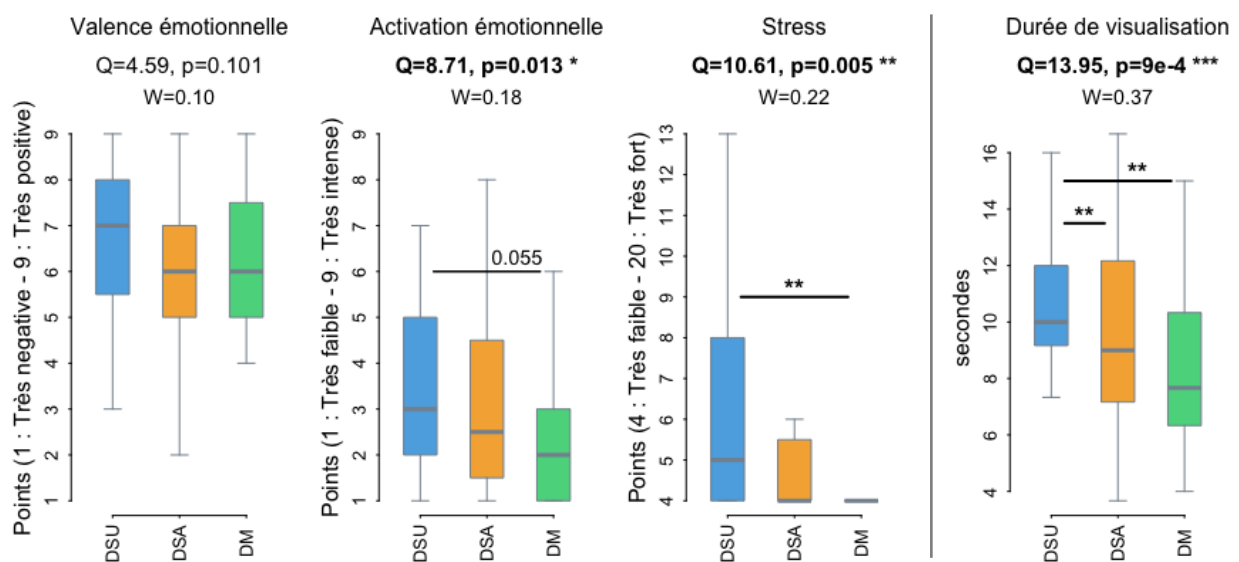 Valence émotionnelle
Q=4.59, p=0.101
W=0.10
Points (1 : Très negative - 9 : Très positive)
9
8
7
6
5
4
3
2
1
DSU
DSA
DM
Activation émotionnelle
Q=8.71, p=0.013 *
W=0.18
Points (1 : Très faible - 9 : Très intense)
9
8
7
6
5
4
3
2
1
0.055
DSU
DSA
DM
Stress
Q=10.61, p=0.005 **
W=0.22
Points (4 : Très faible - 20 : Très fort)
13
12
11
10
9
8
7
6
5
4
**
DSU
DSA
DM
Durée de visualisation
Q=13.95, p=9e-4 ***
W=0.37
secondes
16
14
12
10
8
6
4
**
**
DSU
DSA
DM